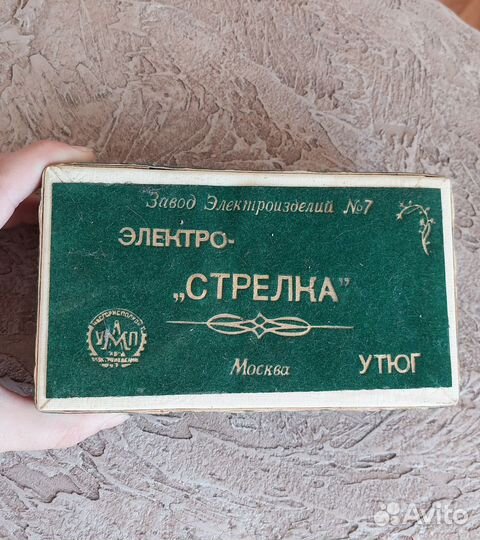 Завод Электроизделий №7
ЭЛЕКТРО-
„СТРЕЛКА”
Москва
УТЮГ
Avito